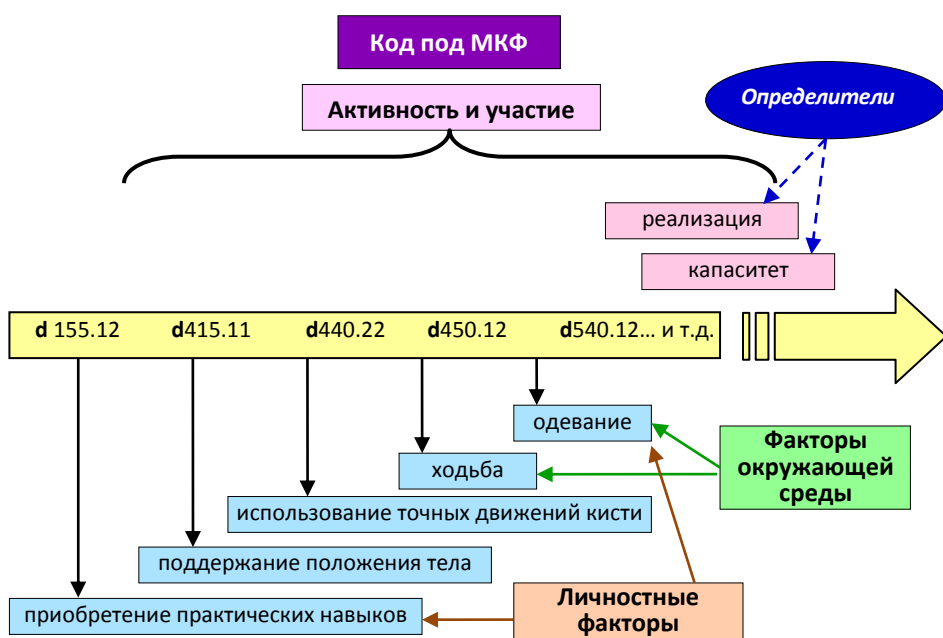 Код под МКФ
Активность и участие
Определители
реализация
капаситет
d 155.12 d415.11 d440.22 d450.12 d540.12... и т.д.
одевание
ходьба
использование точных движений кисти
поддержание положения тела
приобретение практических навыков
Факторы
окружающей
среды
Личностные
факторы